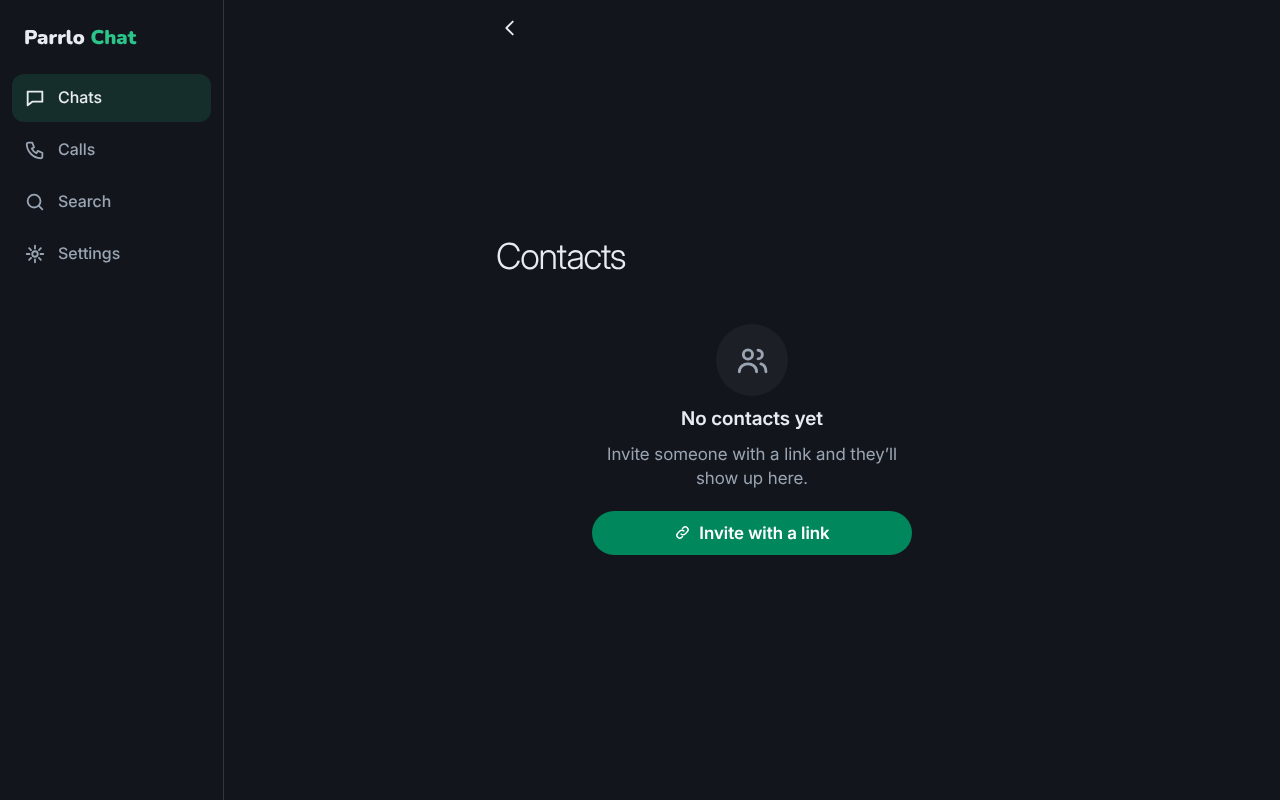 Parrlo Chat
Chats
Calls
Search
Settings
Contacts
No contacts yet
Invite someone with a link and they’ll
show up here.
Invite with a link